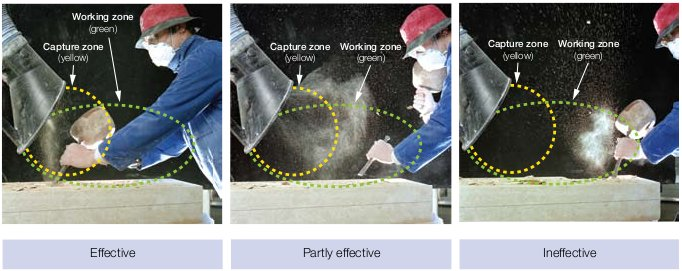 Working zone
(green)
Capture zone
(yellow)
Capture zone
(yellow)
Working zone
(green)
Capture zone
(yellow)
Working zone
(green)
Effective
Partly effective
Ineffective